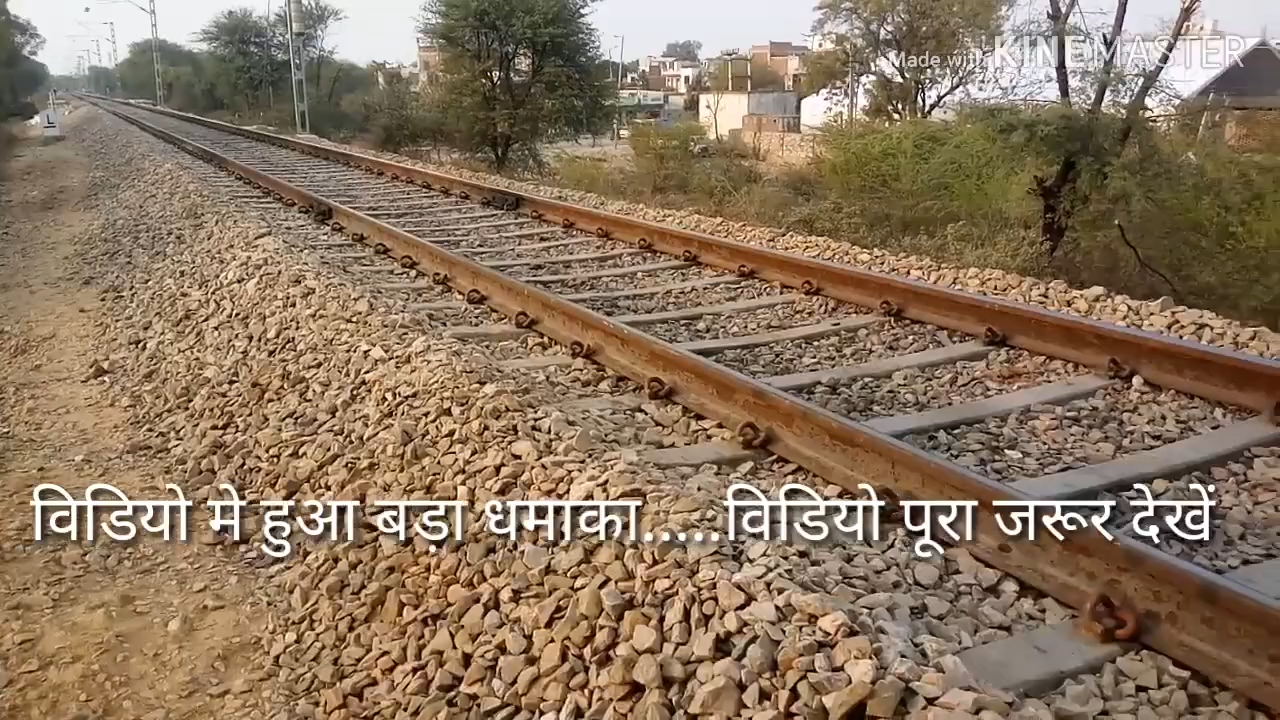 Made with KINEMASTER
विडियो मे हुआ बड़ा धमाका.....विडियो पूरा जरूर देखें